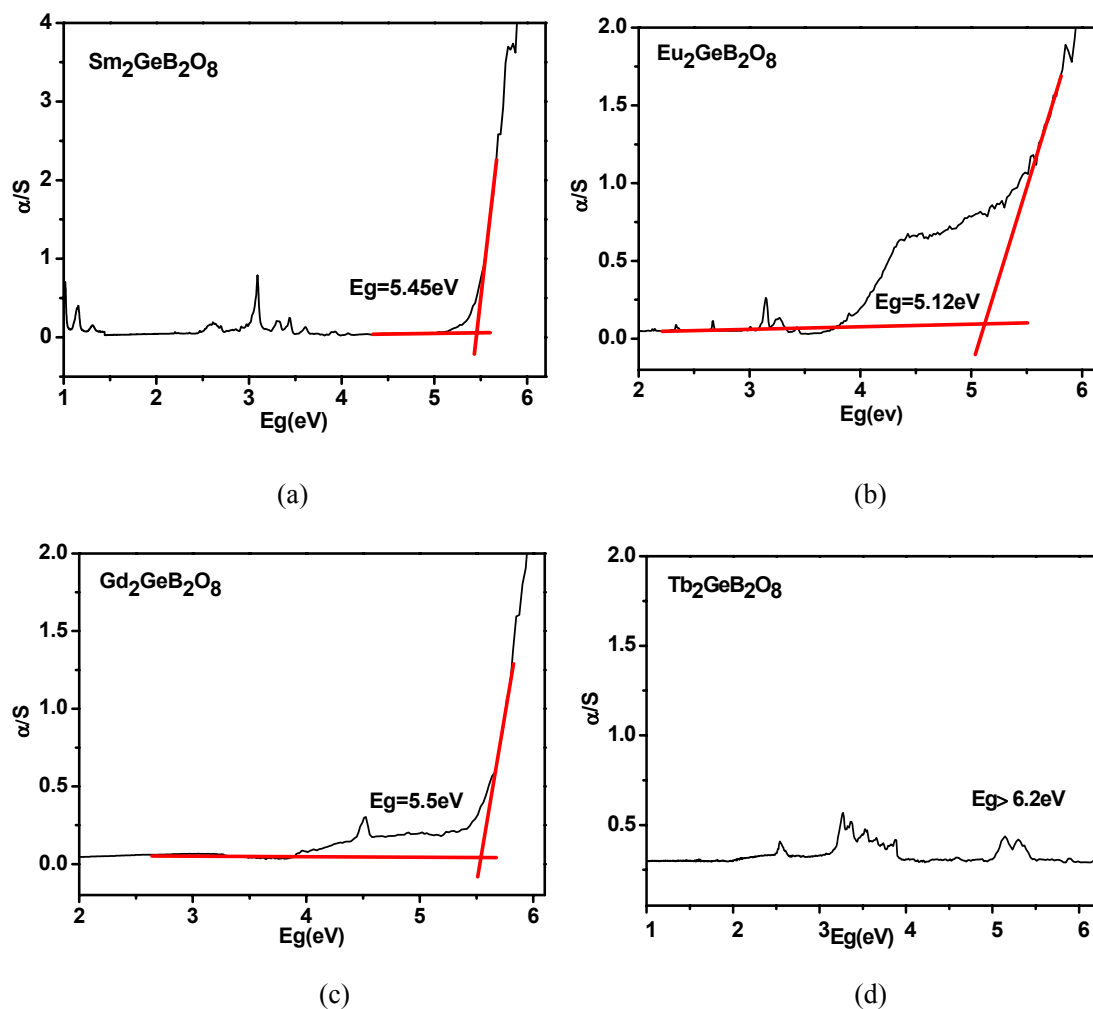 Sm2GeB2O8
α/S
4
3
2
1
0
Eg=5.45eV
1 2 3 4 5 6
Eg(eV)
(a)
Eu2GeB2O8
α/S
2.0
1.5
1.0
0.5
0.0
Eg=5.12eV
2 3 4 5 6
Eg(ev)
(b)
Gd2GeB2O8
α/S
2.0
1.5
1.0
0.5
0.0
Eg=5.5eV
2 3 4 5 6
Eg(eV)
(c)
Tb2GeB2O8
α/S
2.0
1.5
1.0
0.5
Eg> 6.2eV
1 2 3 4 5 6
Eg(eV)
(d)